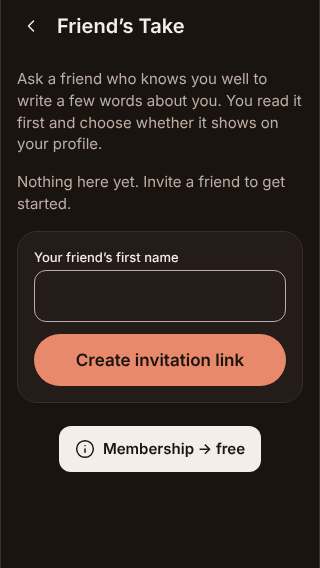 Friend’s Take
Ask a friend who knows you well to
write a few words about you. You read it
first and choose whether it shows on
your profile.
Nothing here yet. Invite a friend to get
started.
Your friend’s first name
Create invitation link
Membership → free